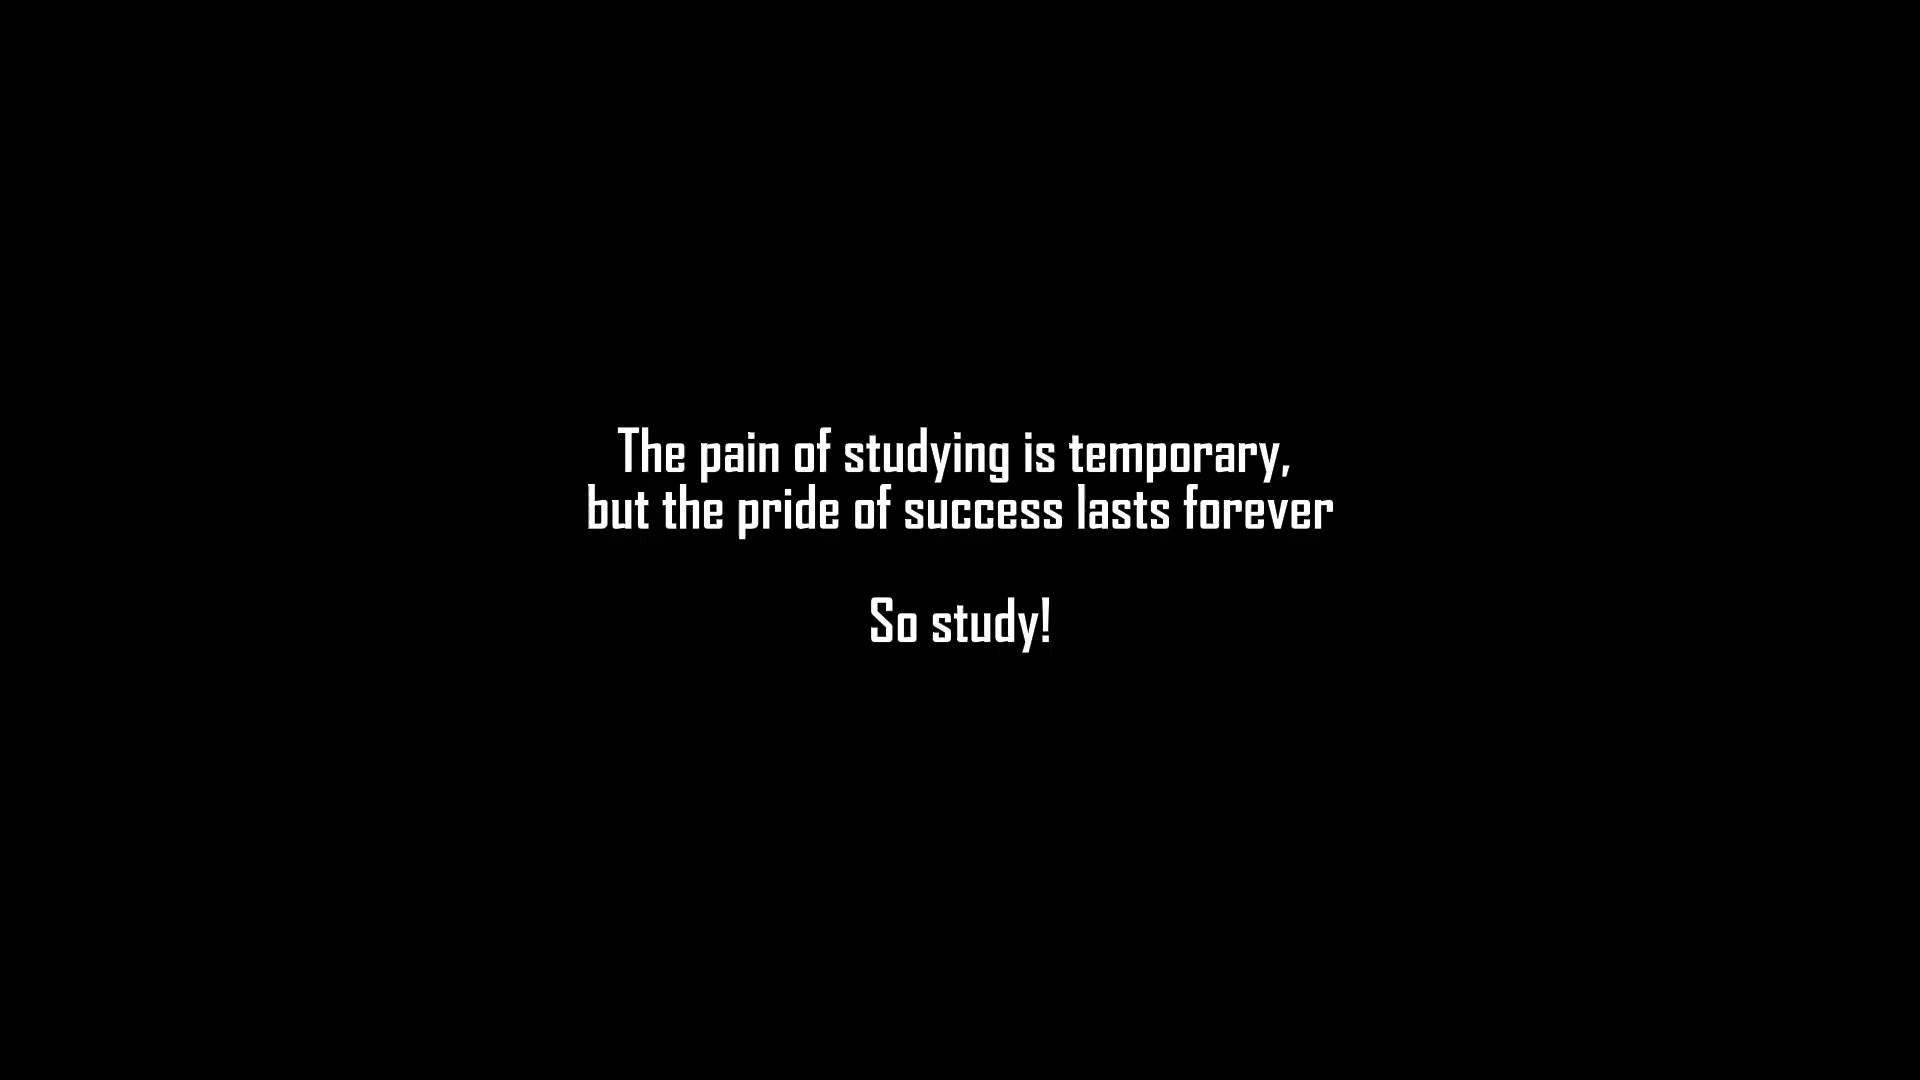 The pain of studying is temporary,
but the pride of success lasts forever
So study!